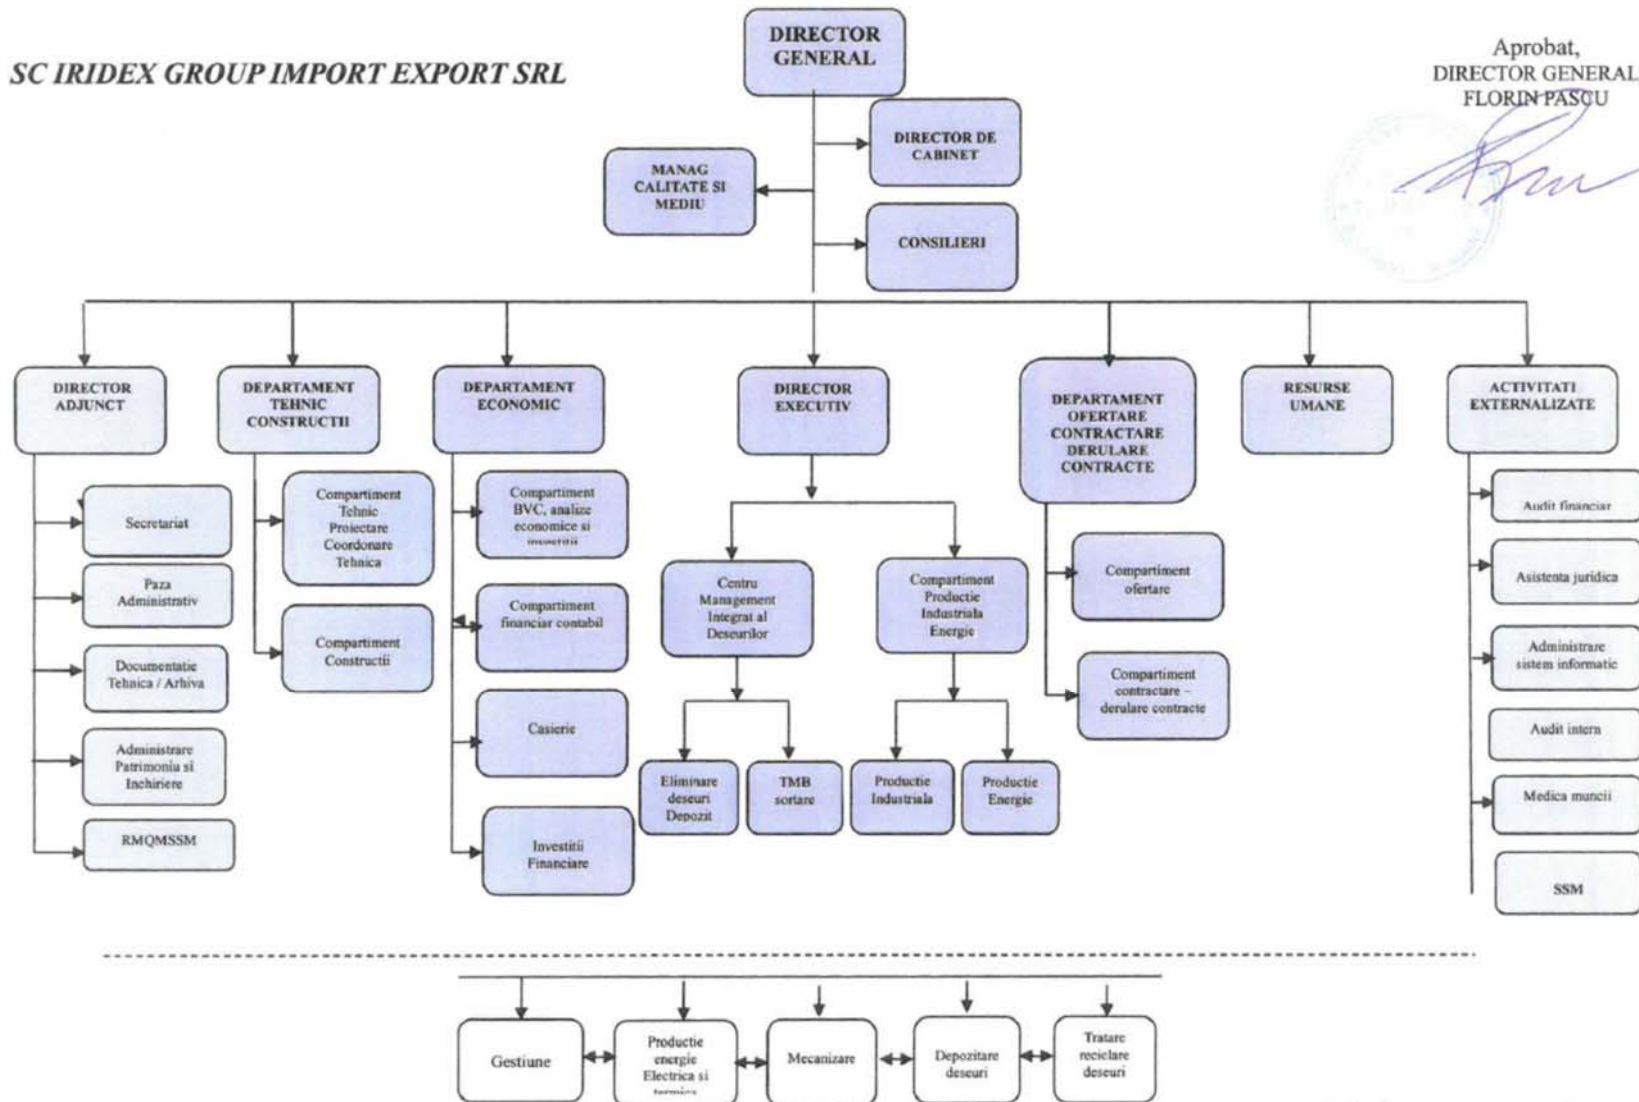 SC IRIDEX GROUP IMPORT EXPORT SRL
DIRECTOR
GENERAL
Aprobat,
DIRECTOR GENERAL
FLORIN PASCU
DIRECTOR DE
CABINET
MANAG
CALITATE SI
MEDIU
CONSILIERI
DIRECTOR
ADJUNCT
DEPARTAMENT
TEHNIC
CONSTRUCTII
DEPARTAMENT
ECONOMIC
DIRECTOR
EXECUTIV
DEPARTAMENT
OFERTARE
CONTRACTARE
DERULARE
CONTRACTE
RESURSE
UMANE
ACTIVITATI
EXTERNALIZATE
Secretariat
Paza
Administrativ
Documentatie
Tehnica / Arhiva
Administrare
Patrimoniu si
Inchiriere
RMQMSSM
Compartiment
Tehnic
Proiectare
Coordonare
Tehnica
Compartiment
Constructii
Compartiment
BVC, analize
economice si
investitii
Compartiment
financiar contabil
Casierie
Investitii
Financiare
Centru
Management
Integrat al
Deseurilor
Compartiment
Productie
Industriala
Energie
Eliminare
deseuri
Depozit
TMB
sortare
Productie
Industriala
Productie
Energie
Compartiment
ofertare
Compartiment
contractare –
derulare contracte
Audit financiar
Asistenta juridica
Administrare
sistem informatic
Audit intern
Medica muncii
SSM
Gestiune
Productie
energie
Electrica si
termica
Mecanizare
Depozitare
deseuri
Tratare
reciclare
deseuri